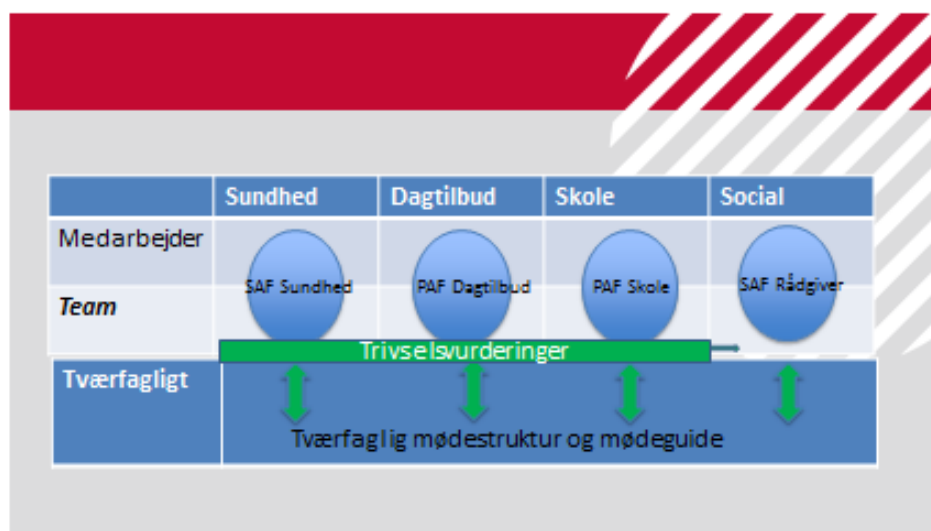 Sundhed Dagtilbud Skole Social
Medarbejder
SAF Sundhed PAF Dagtilbud PAF Skole SAF Rådgiver
Team
Trivselsvurderinger
Tværfagligt
Tværfaglig mødestruktur og mødeguide